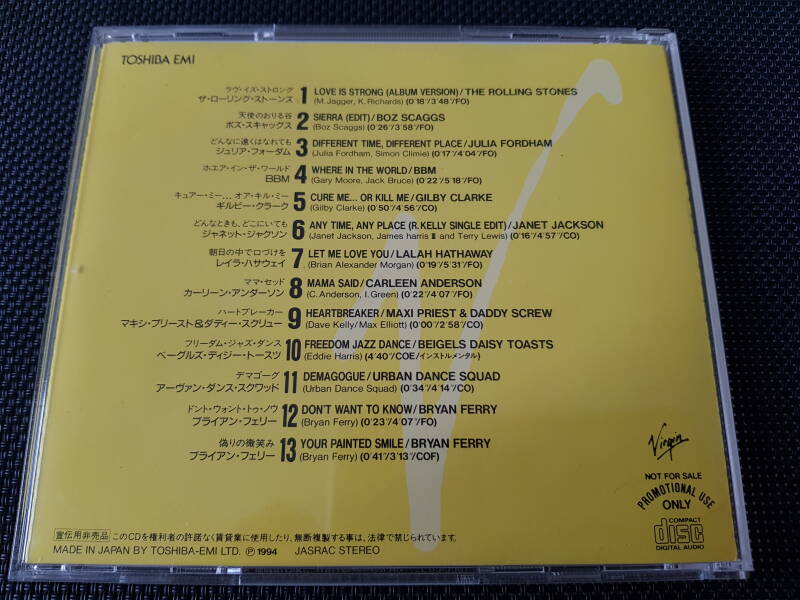 TOSHIBA EMI
ラヴ・イズ・ストロング
ザ・ローリング・ストーンズ
1 LOVE IS STRONG (ALBUM VERSION)/THE ROLLING STONES
(M. Jagger, K. Richards) (0'18"/3'48"/FO)
天使のおりる谷
ボズ・スキャッグス
2 SIERRA (EDIT)/BOZ SCAGGS
(Boz Scaggs) (0'26"/3'58"/FO)
どんなに遠くはなれても
ジュリア・フォーダム
3 DIFFERENT TIME, DIFFERENT PLACE/JULIA FORDHAM
(Julia Fordham, Simon Climie) (0'17"/4'04"/FO)
ホエア・イン・ザ・ワールド
BBM
4 WHERE IN THE WORLD/BBM
(Gary Moore, Jack Bruce) (0'22"/5'18"/FO)
キュアー・ミー…オア・キル・ミー
ギルビー・クラーク
5 CURE ME... OR KILL ME/GILBY CLARKE
(Gilby Clarke) (0'50"/4'56"/CO)
どんなときも、どこにいても
ジャネット・ジャクソン
6 ANY TIME, ANY PLACE (R.KELLY SINGLE EDIT)/JANET JACKSON
(Janet Jackson, James harris III and Terry Lewis) (0'16"/4'57"/CO)
朝日の中で口づけを
レイラ・ハサウェイ
7 LET ME LOVE YOU/LALAH HATHAWAY
(Brian Alexander Morgan) (0'19"/5'31"/FO)
ママ・セッド
カーリーン・アンダーソン
8 MAMA SAID/CARLEEN ANDERSON
(C. Anderson, I. Green) (0'22"/4'07"/FO)
ハートブレーカー
マキシ・プリースト&ダディー・スクリュー
9 HEARTBREAKER/MAXI PRIEST & DADDY SCREW
(Dave Kelly/Max Elliott) (0'00"/2'58"/CO)
フリーダム・ジャズ・ダンス
ベーグルズ・デイジー・トースツ
10 FREEDOM JAZZ DANCE/BEIGELS DAISY TOASTS
(Eddie Harris) (4'40"/COE/インストルメンタル)
デマゴーグ
アーヴァン・ダンス・スクワッド
11 DEMAGOGUE/URBAN DANCE SQUAD
(Urban Dance Squad) (0'34"/4'14"/CO)
ドント・ウォント・トゥ・ノウ
ブライアン・フェリー
12 DON'T WANT TO KNOW/BRYAN FERRY
(Bryan Ferry) (0'23"/4'07"/FO)
偽りの微笑み
ブライアン・フェリー
13 YOUR PAINTED SMILE/BRYAN FERRY
(Bryan Ferry) (0'41"/3'13"/COF)
Virgin
NOT FOR SALE
PROMOTIONAL USE
ONLY
COMPACT
disc
DIGITAL AUDIO
宣伝用非売品 このCDを権利者の許諾なく賃貸業に使用したり、無断複製する事は、法律で禁じられています。
MADE IN JAPAN BY TOSHIBA-EMI LTD. Ⓟ 1994 JASRAC STEREO